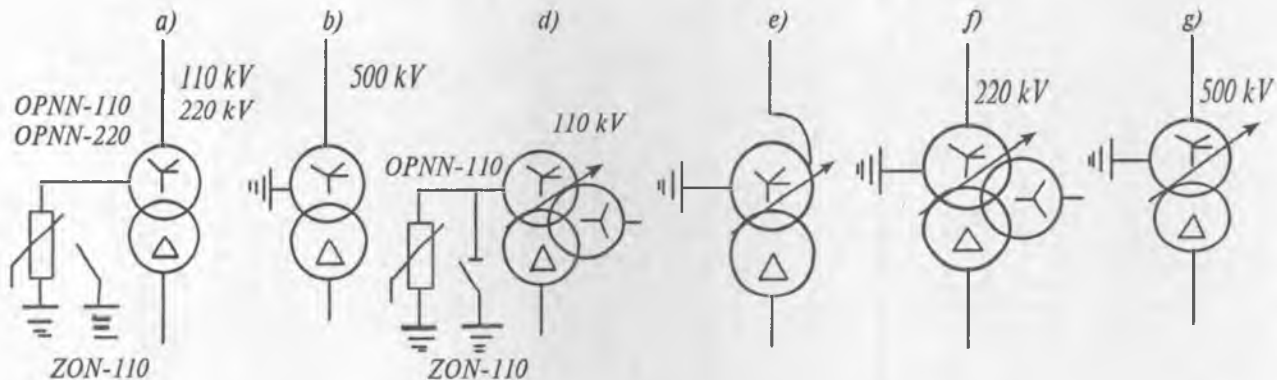 a)
b)
d)
e)
f)
g)
110 kV
220 kV
OPNN-110
OPNN-220
500 kV
OPNN-110
110 kV
220 kV
500 kV
ZON-110
ZON-110